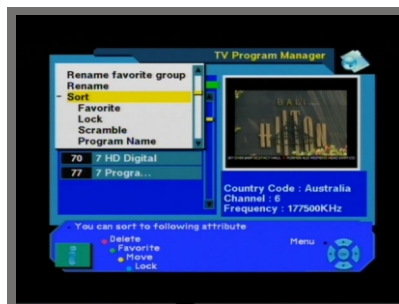 TV Program Manager
Rename favorite group
Rename
- Sort
Favorite
Lock
Scramble
Program Name
70 7 HD Digital
77 7 Progra...
BALI
HILTON
Country Code : Australia
Channel : 6
Frequency : 177500KHz
You can sort to following attribute
Delete
Favorite
Move
Lock
Menu